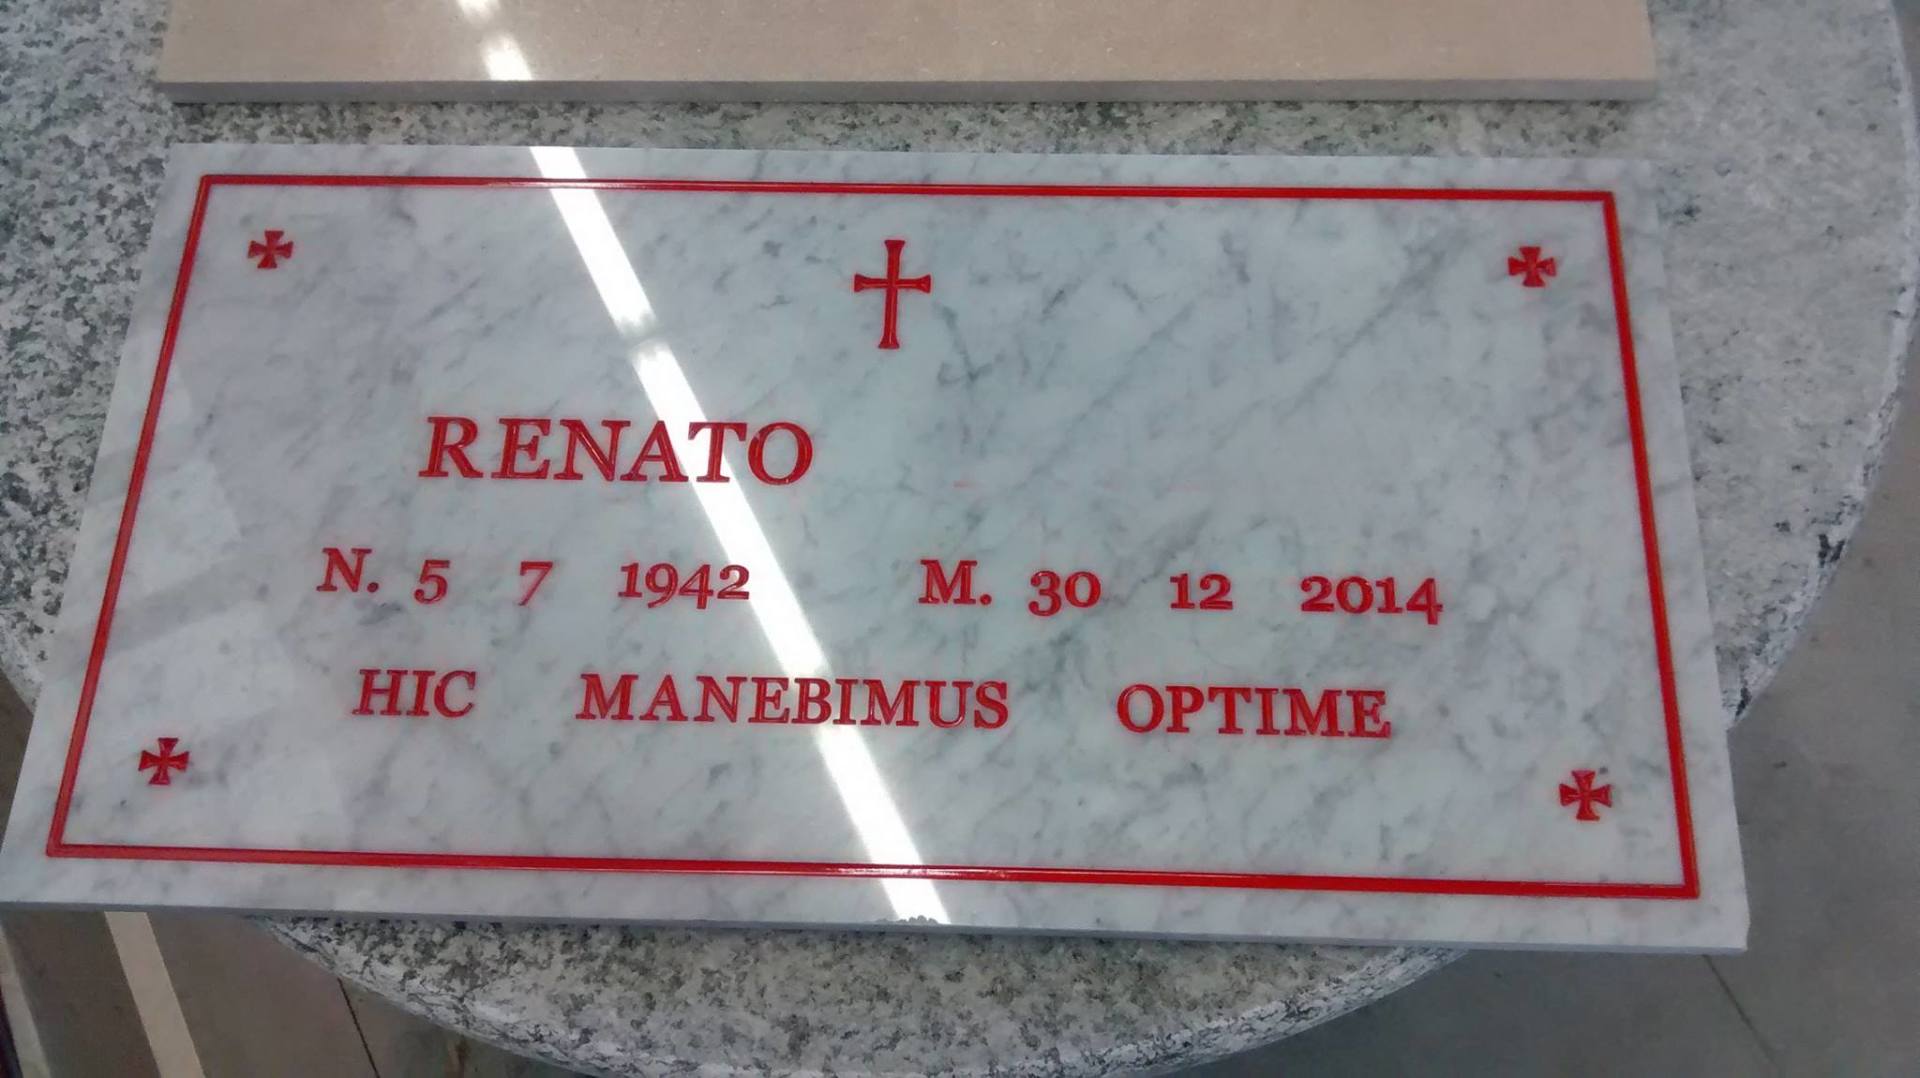 RENATO
N. 5 7 1942 M. 30 12 2014
HIC MANEBIMUS OPTIME